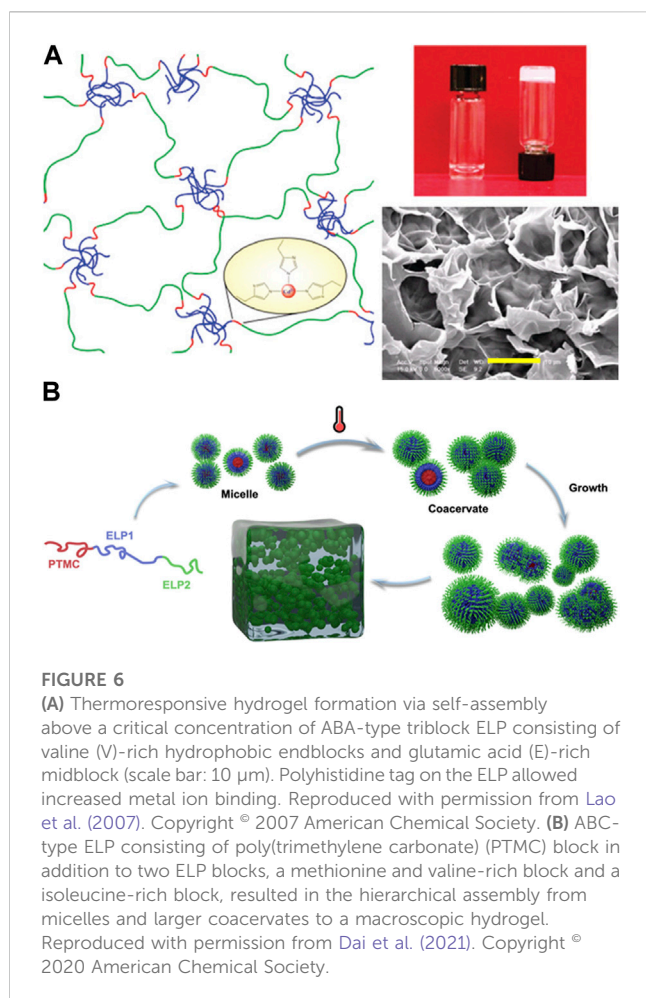 A
B
Micelle
Coacervate
Growth
PTMC
ELP1
ELP2
FIGURE 6
(A) Thermoresponsive hydrogel formation via self-assembly
above a critical concentration of ABA-type triblock ELP consisting of
valine (V)-rich hydrophobic endblocks and glutamic acid (E)-rich
midblock (scale bar: 10 μm). Polyhistidine tag on the ELP allowed
increased metal ion binding. Reproduced with permission from Lao
et al. (2007). Copyright © 2007 American Chemical Society. (B) ABC-
type ELP consisting of poly(trimethylene carbonate) (PTMC) block in
addition to two ELP blocks, a methionine and valine-rich block and a
isoleucine-rich block, resulted in the hierarchical assembly from
micelles and larger coacervates to a macroscopic hydrogel.
Reproduced with permission from Dai et al. (2021). Copyright ©
2020 American Chemical Society.